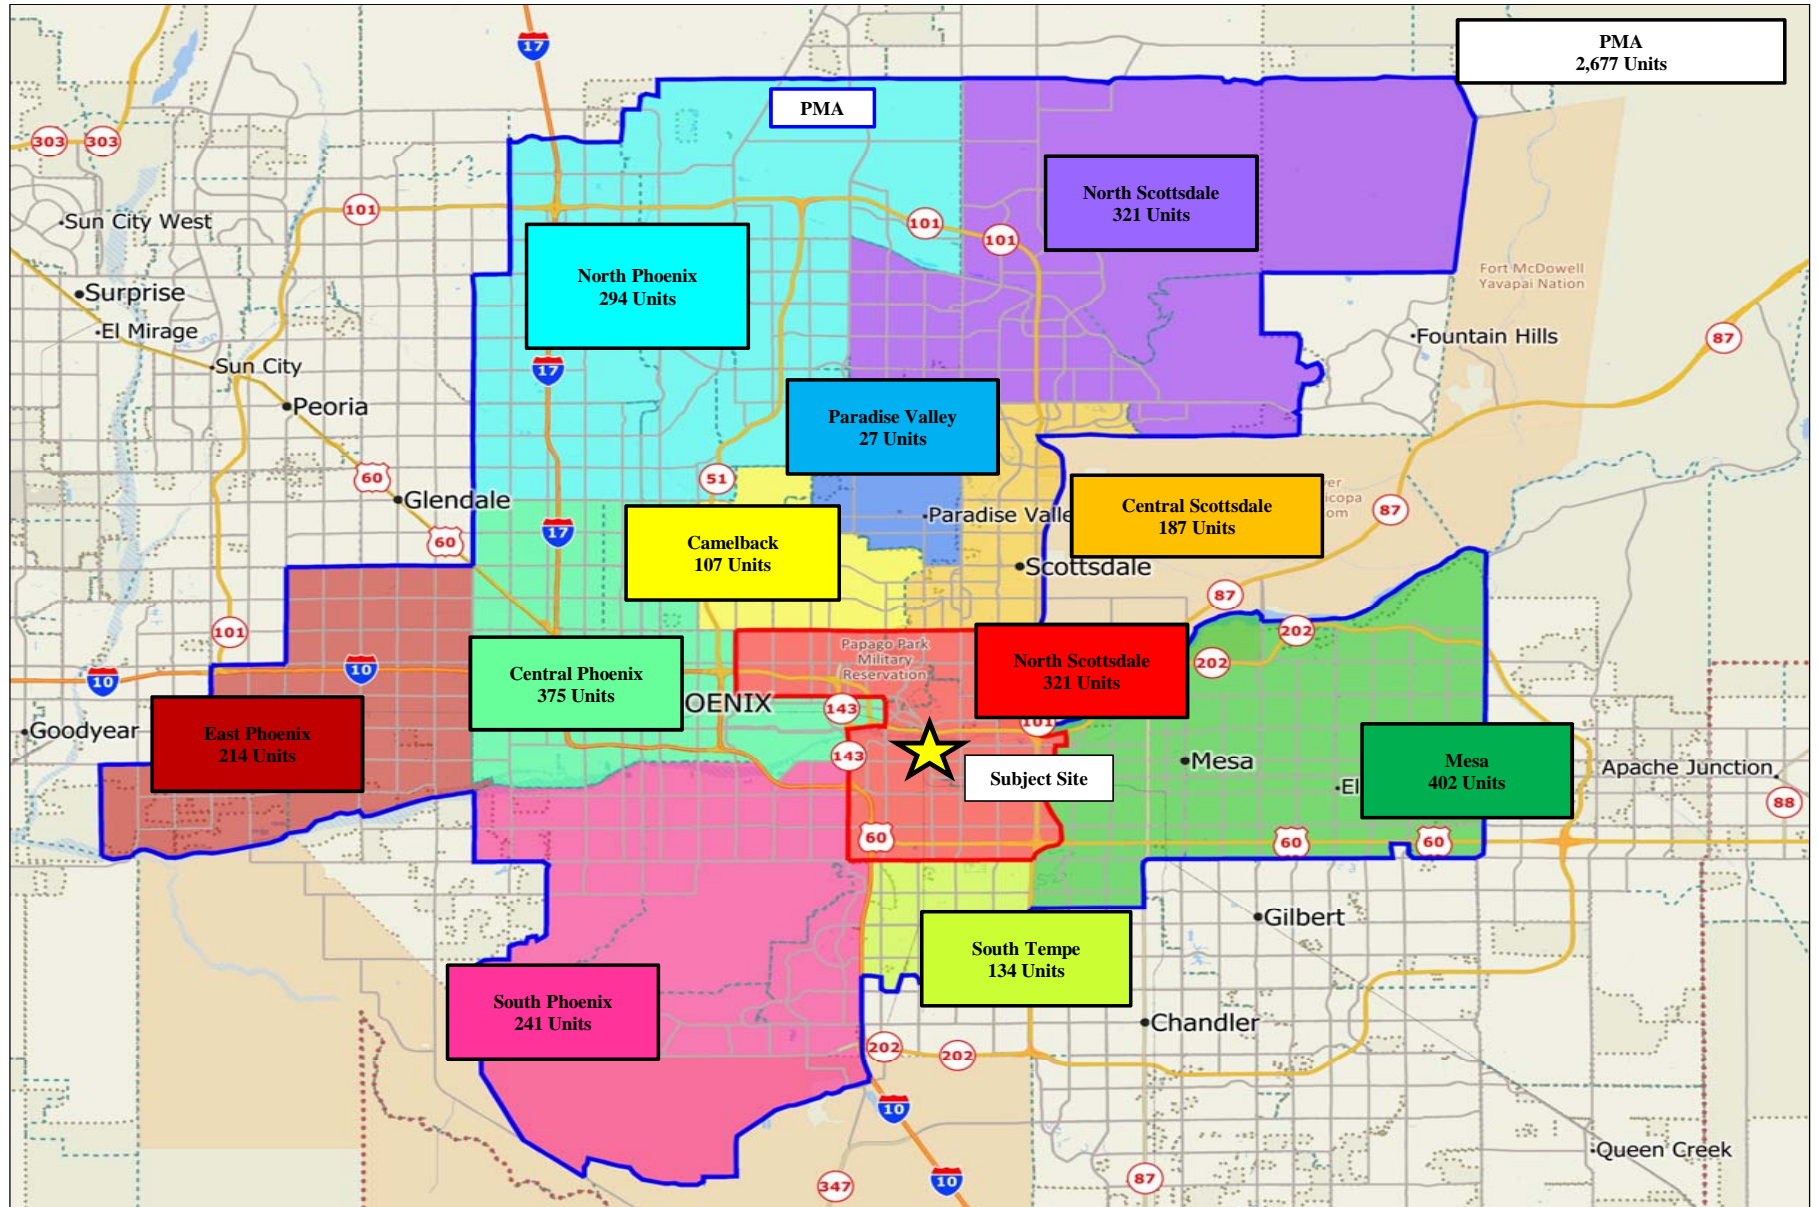 PMA
2,677 Units
17
PMA
303
303
101
Sun City West
North Scottsdale
321 Units
101
101
North Phoenix
294 Units
Fort McDowell
Yavapai Nation
Surprise
El Mirage
Fountain Hills
87
Sun City
17
Peoria
Paradise Valley
27 Units
60
51
Glendale
Central Scottsdale
187 Units
87
Paradise Valle
60
17
Camelback
107 Units
Scottsdale
87
101
202
Papago Park
Military
Reservation
North Scottsdale
321 Units
202
10
10
Central Phoenix
375 Units
OENIX
143
101
Goodyear
East Phoenix
214 Units
143
Subject Site
Mesa
El
Mesa
402 Units
Apache Junction
88
60
60
60
Gilbert
South Tempe
134 Units
South Phoenix
241 Units
Chandler
202
202
10
Queen Creek
347
10
87